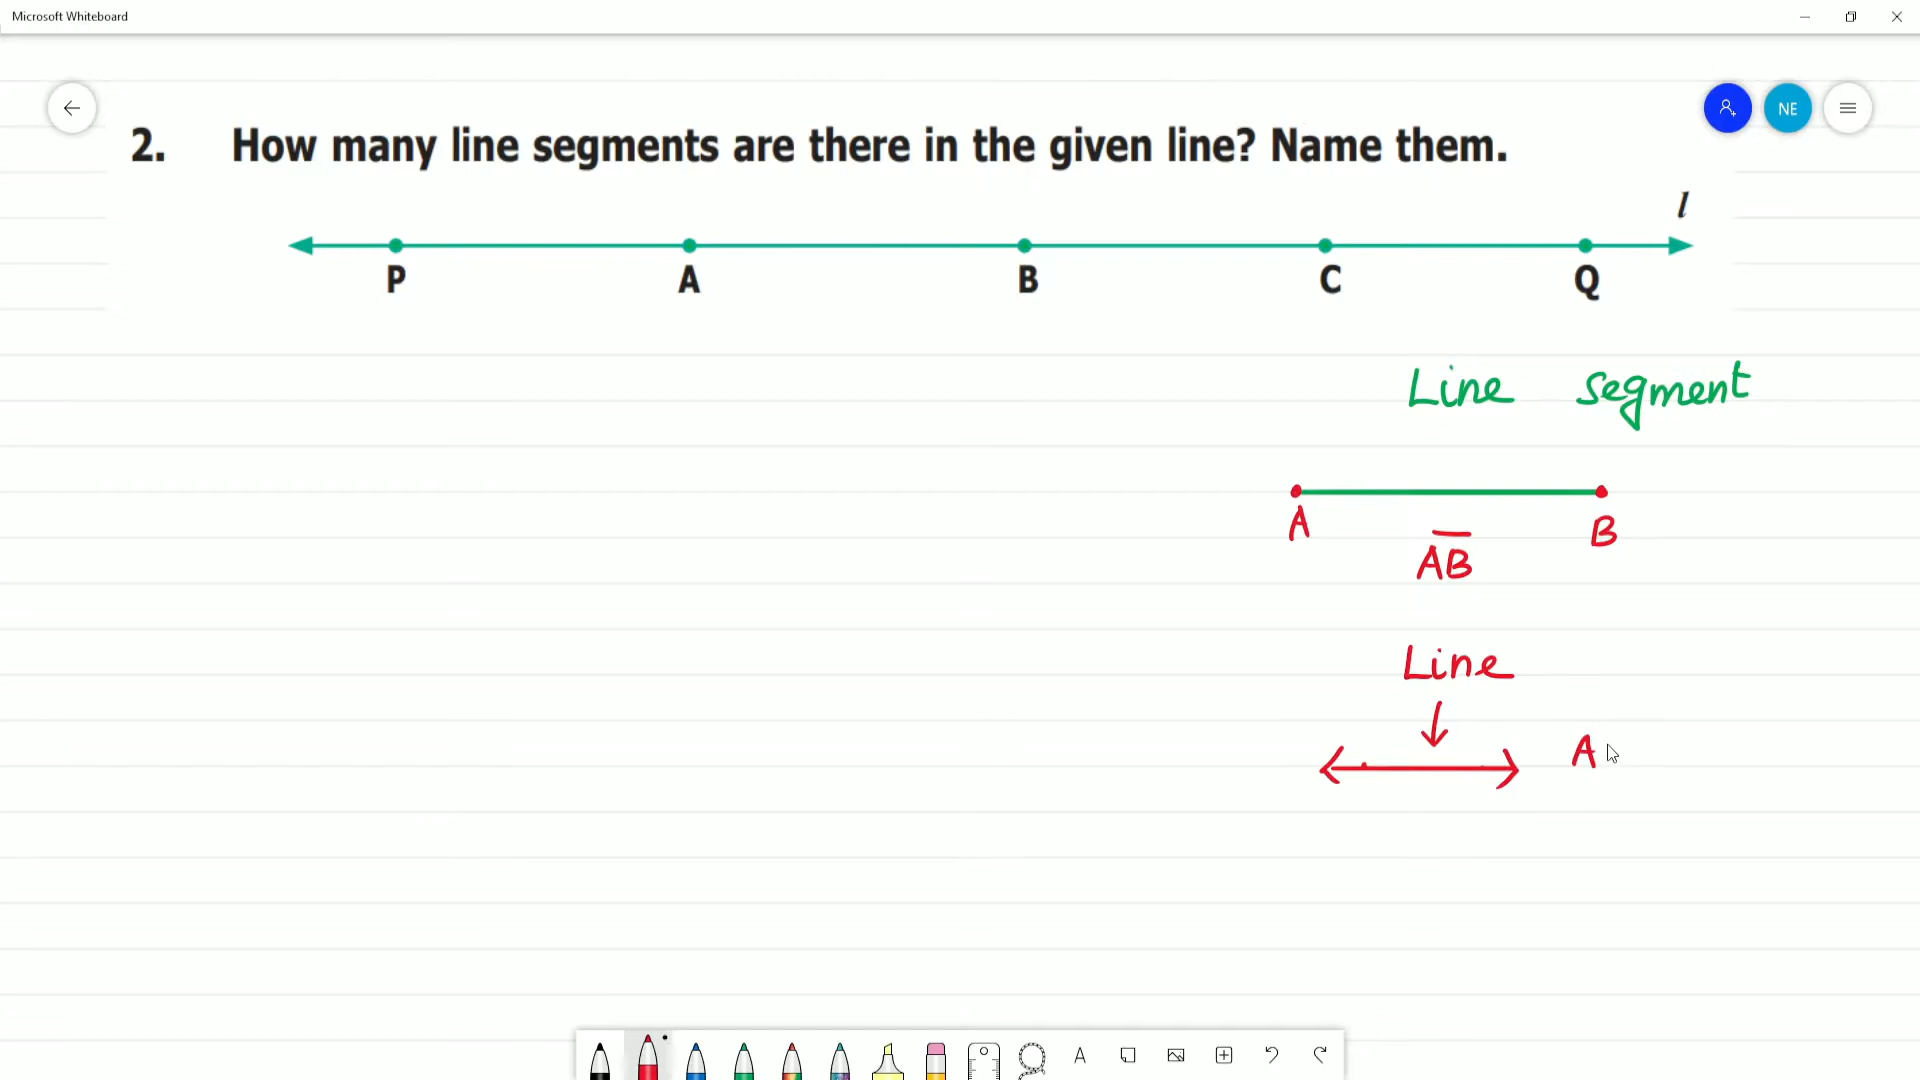 Microsoft Whiteboard
NE
2. How many line segments are there in the given line? Name them.
l
P A B C Q
Line segment
A B
A̅B̅
Line
A
A